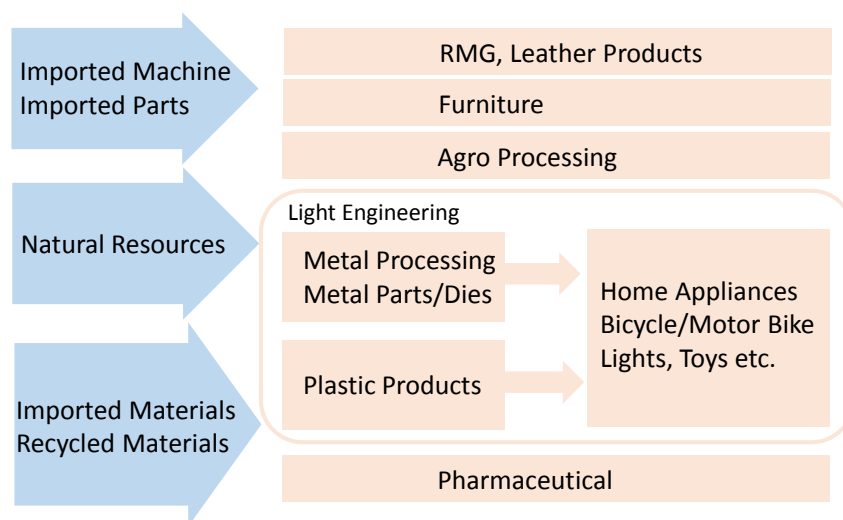 Imported Machine
Imported Parts
Natural Resources
Imported Materials
Recycled Materials
RMG, Leather Products
Furniture
Agro Processing
Light Engineering
Metal Processing
Metal Parts/Dies
Plastic Products
Home Appliances
Bicycle/Motor Bike
Lights, Toys etc.
Pharmaceutical